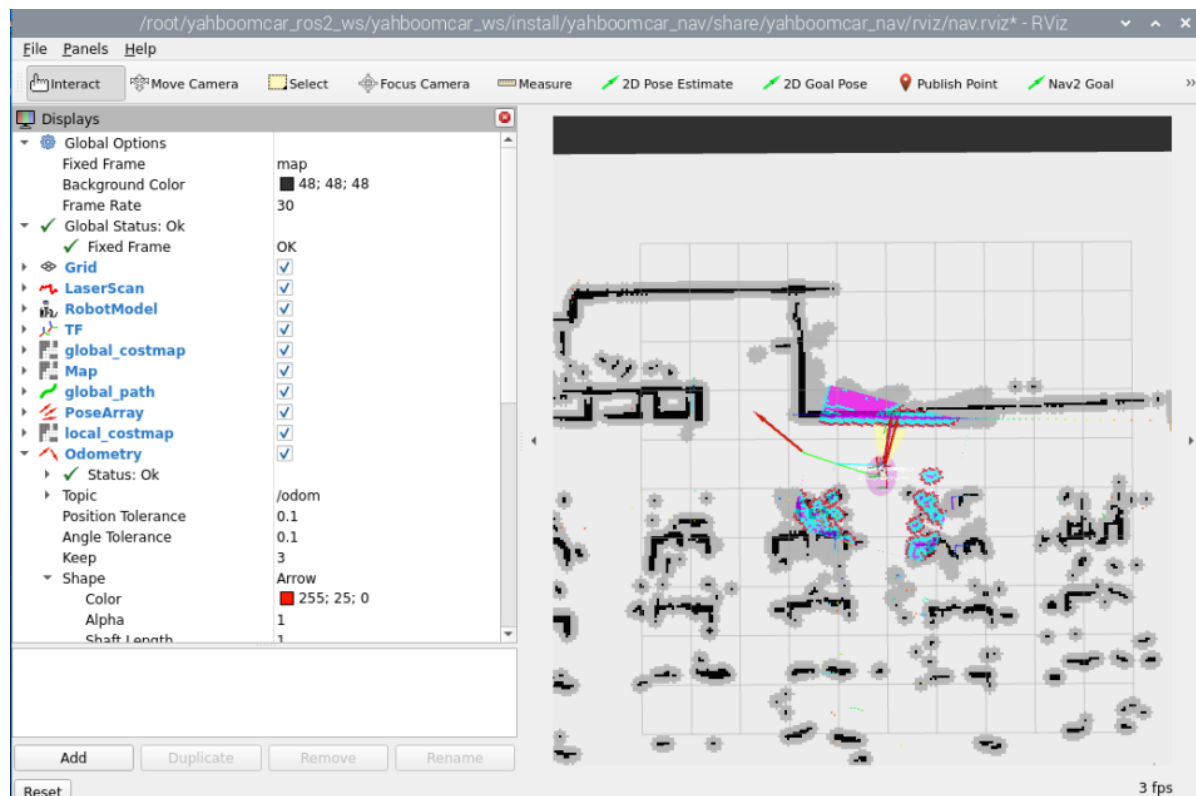 /root/yahboomcar_ros2_ws/yahboomcar_ws/install/yahboomcar_nav/share/yahboomcar_nav/rviz/nav.rviz* - RViz
File Panels Help
Interact Move Camera Select Focus Camera Measure 2D Pose Estimate 2D Goal Pose Publish Point Nav2 Goal »
Displays
Global Options
Fixed Frame map
Background Color 48; 48; 48
Frame Rate 30
Global Status: Ok
Fixed Frame OK
Grid
LaserScan
RobotModel
TF
global_costmap
Map
global_path
PoseArray
local_costmap
Odometry
Status: Ok
Topic /odom
Position Tolerance 0.1
Angle Tolerance 0.1
Keep 3
Shape Arrow
Color 255; 25; 0
Alpha 1
Shaft Length 1
Add Duplicate Remove Rename
Reset
3 fps